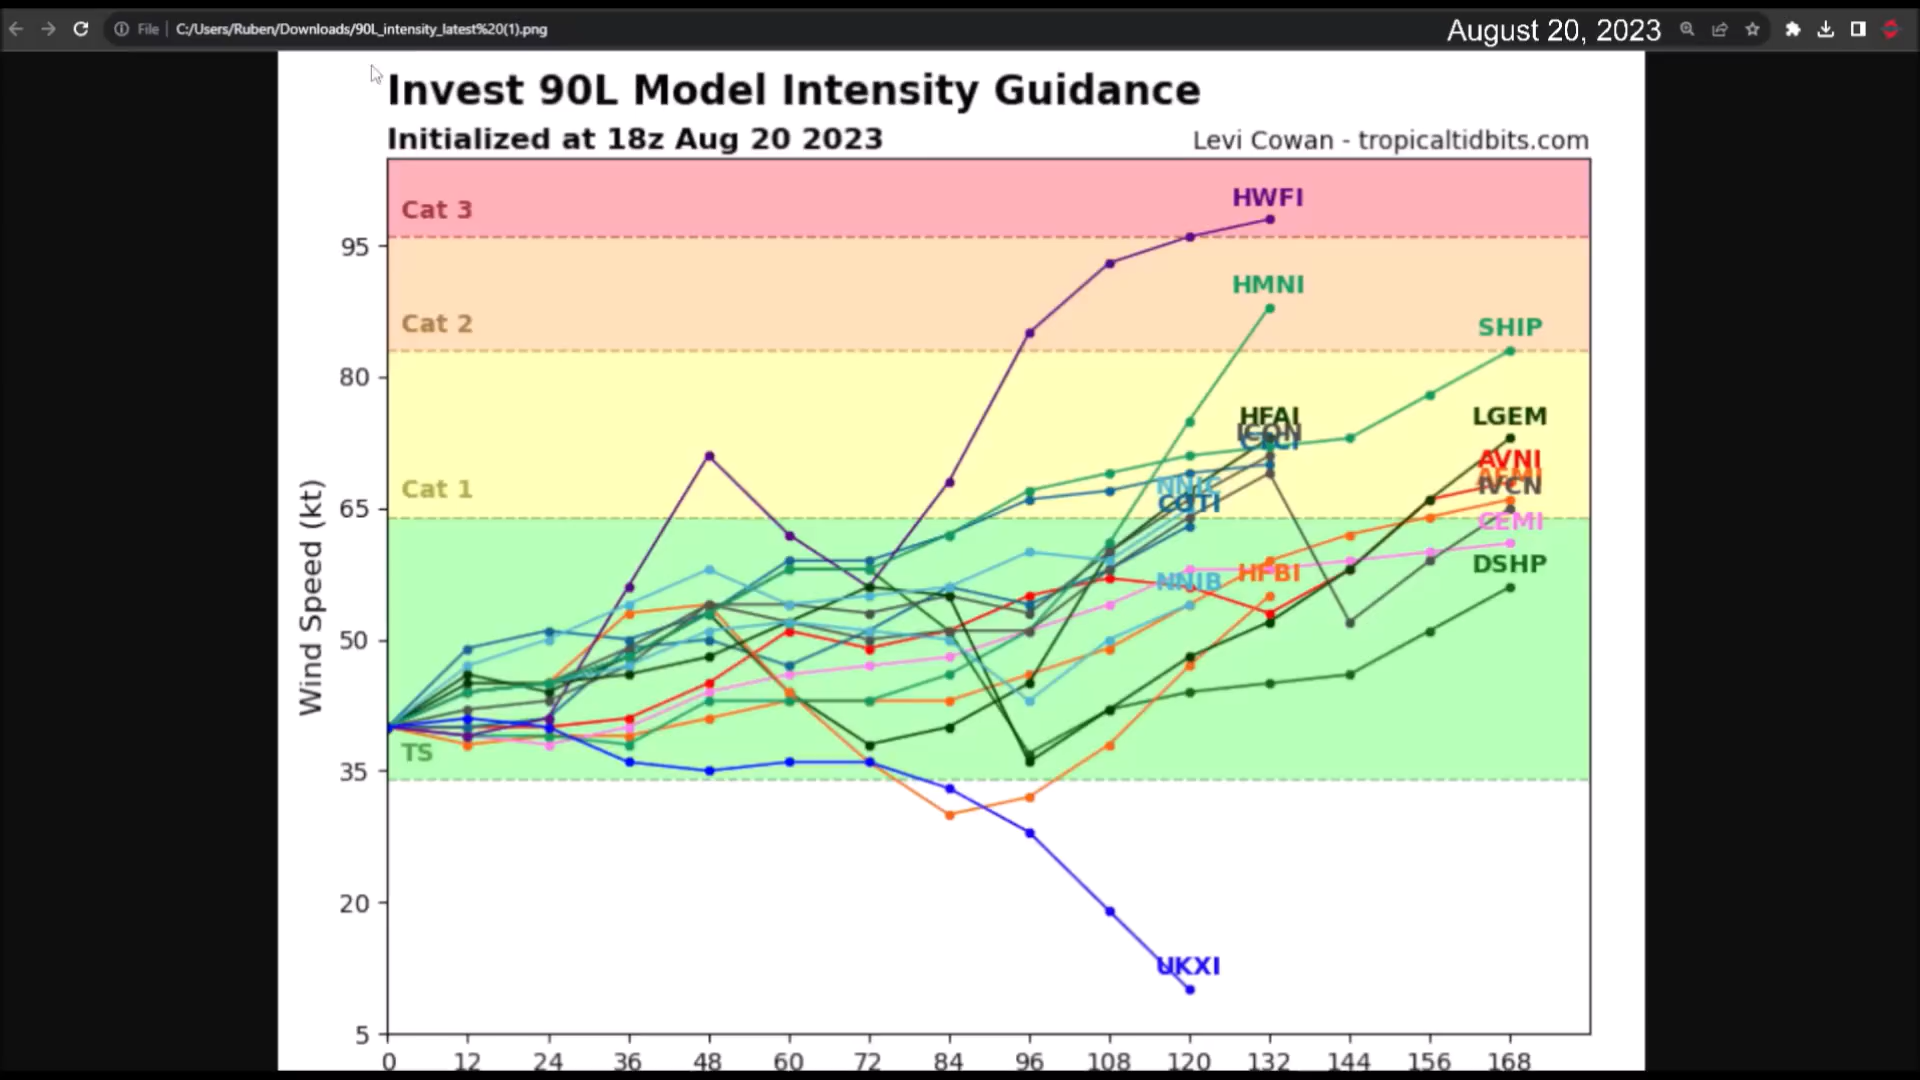 File C:/Users/Ruben/Downloads/90L_intensity_latest%20(1).png August 20, 2023
Invest 90L Model Intensity Guidance
Initialized at 18z Aug 20 2023 Levi Cowan - tropicaltidbits.com
HWFI
Cat 3
95
HMNI
Cat 2
SHIP
80
HFAI LGEM
ICON
AVNI
Cat 1
IVCN
65
COTI
CEMI
Wind Speed (kt)
DSHP
HFBI
NNIB
50
TS
35
20
UKXI
5
0 12 24 36 48 60 72 84 96 108 120 132 144 156 168